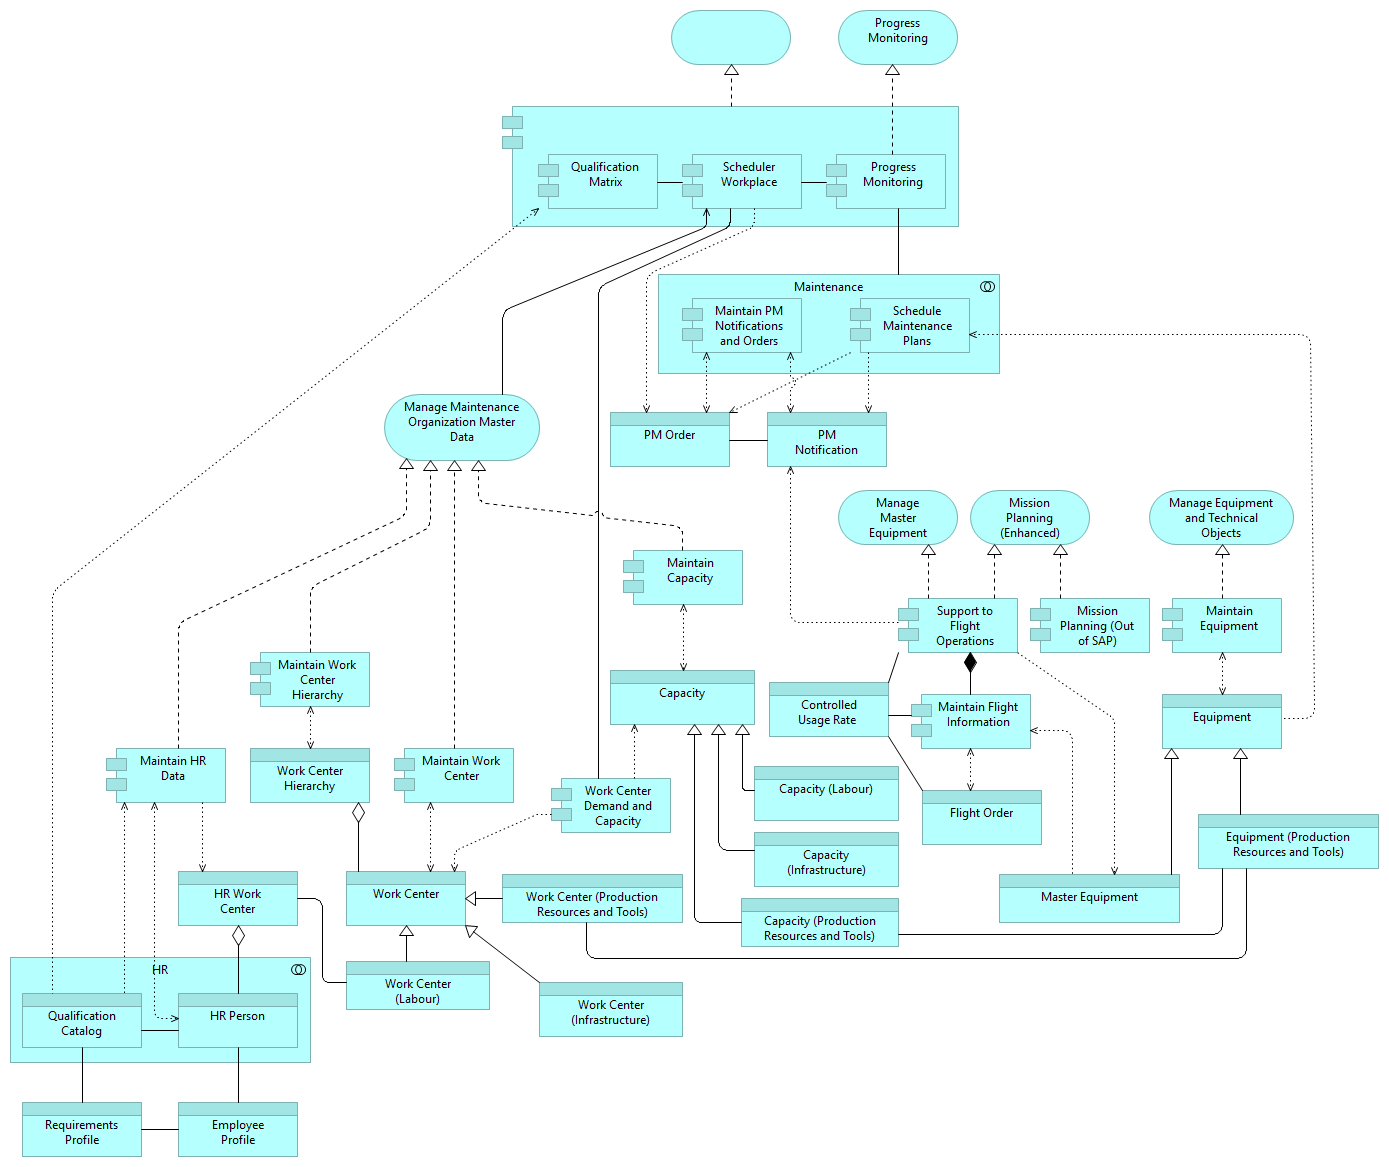 Progress
Monitoring
Qualification
Matrix
Scheduler
Workplace
Progress
Monitoring
Maintenance
Maintain PM
Notifications
and Orders
Schedule
Maintenance
Plans
Manage Maintenance
Organization Master
Data
PM Order
PM
Notification
Manage
Master
Equipment
Mission
Planning
(Enhanced)
Manage Equipment
and Technical
Objects
Maintain
Capacity
Support to
Flight
Operations
Mission
Planning (Out
of SAP)
Maintain
Equipment
Maintain Work
Center
Hierarchy
Capacity
Controlled
Usage Rate
Maintain Flight
Information
Equipment
Maintain HR
Data
Work Center
Hierarchy
Maintain Work
Center
Work Center
Demand and
Capacity
Capacity (Labour)
Flight Order
Capacity
(Infrastructure)
Equipment (Production
Resources and Tools)
HR Work
Center
Work Center
Work Center (Production
Resources and Tools)
Capacity (Production
Resources and Tools)
Master Equipment
HR
Work Center
(Labour)
Work Center
(Infrastructure)
Qualification
Catalog
HR Person
Requirements
Profile
Employee
Profile